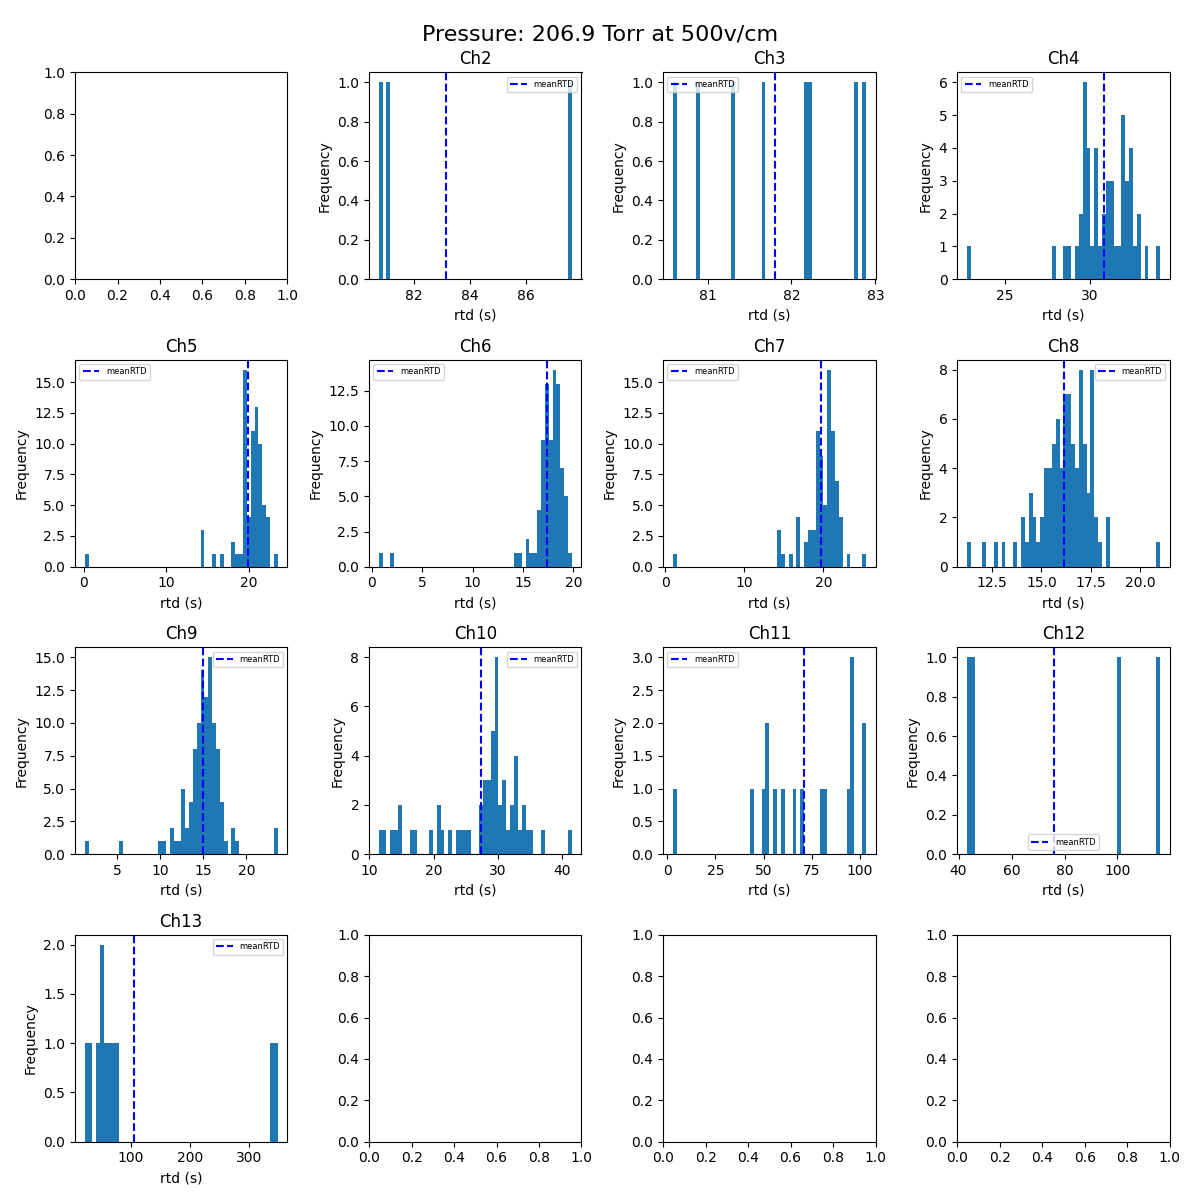 Pressure: 206.9 Torr at 500v/cm
1.0
0.8
0.6
0.4
0.2
0.0
0.0 0.2 0.4 0.6 0.8 1.0
Ch2
meanRTD
Frequency
1.0
0.8
0.6
0.4
0.2
0.0
82 84 86
rtd (s)
Ch3
meanRTD
Frequency
1.0
0.8
0.6
0.4
0.2
0.0
81 82 83
rtd (s)
Ch4
meanRTD
Frequency
6
5
4
3
2
1
0
25 30
rtd (s)
Ch5
meanRTD
Frequency
15.0
12.5
10.0
7.5
5.0
2.5
0.0
0 10 20
rtd (s)
Ch6
meanRTD
Frequency
12.5
10.0
7.5
5.0
2.5
0.0
0 5 10 15 20
rtd (s)
Ch7
meanRTD
Frequency
15.0
12.5
10.0
7.5
5.0
2.5
0.0
0 10 20
rtd (s)
Ch8
meanRTD
Frequency
8
6
4
2
0
12.5 15.0 17.5 20.0
rtd (s)
Ch9
meanRTD
Frequency
15.0
12.5
10.0
7.5
5.0
2.5
0.0
5 10 15 20
rtd (s)
Ch10
meanRTD
Frequency
8
6
4
2
0
10 20 30 40
rtd (s)
Ch11
meanRTD
Frequency
3.0
2.5
2.0
1.5
1.0
0.5
0.0
0 25 50 75 100
rtd (s)
Ch12
meanRTD
Frequency
1.0
0.8
0.6
0.4
0.2
0.0
40 60 80 100
rtd (s)
Ch13
meanRTD
Frequency
2.0
1.5
1.0
0.5
0.0
100 200 300
rtd (s)
1.0
0.8
0.6
0.4
0.2
0.0
0.0 0.2 0.4 0.6 0.8 1.0
1.0
0.8
0.6
0.4
0.2
0.0
0.0 0.2 0.4 0.6 0.8 1.0
1.0
0.8
0.6
0.4
0.2
0.0
0.0 0.2 0.4 0.6 0.8 1.0